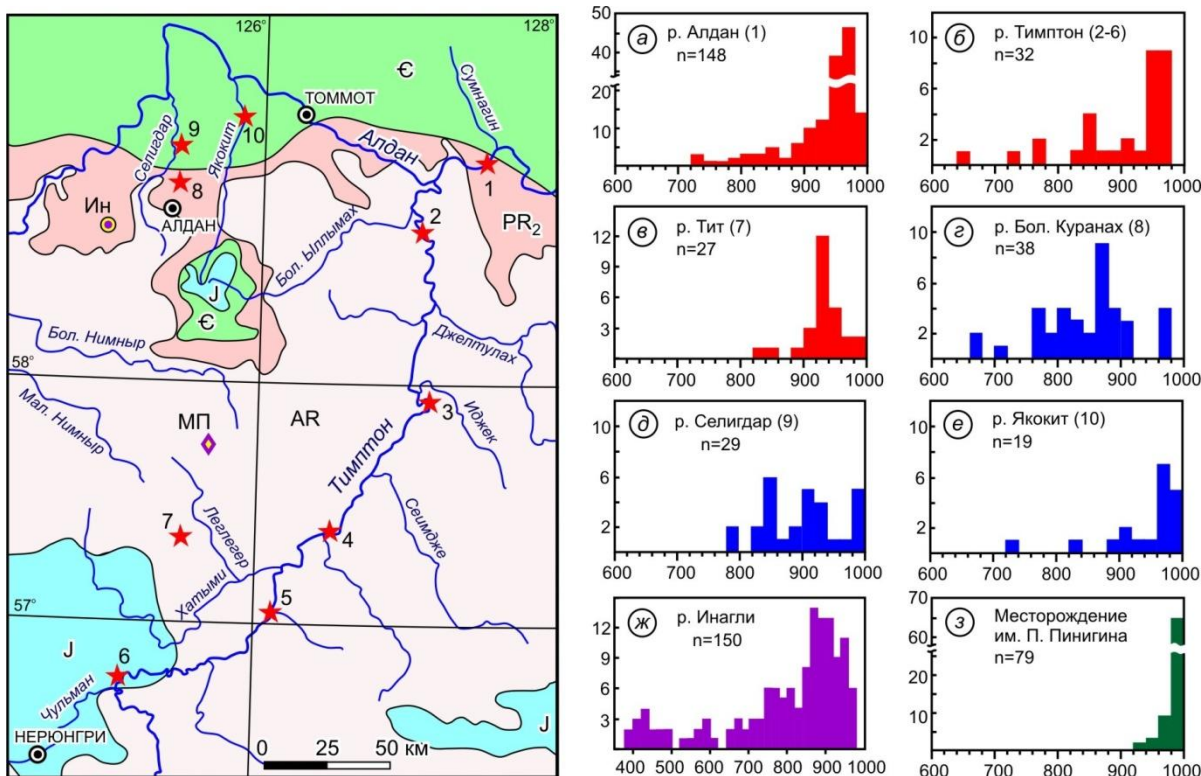 126°
128°
Є
Сумнагин
ТОММОТ
Селигдар
9
Якокит
10
Алдан
1
8
Ин
АЛДАН
2
PR2
Бол. Ыллымах
J
Є
Джелтулах
Бол. Нимныр
58°
Мал. Нимныр
МП
AR
3
Иджек
Тимптон
Леглегер
7
4
Сеимдже
Хатыми
57°
5
J
6
Чульман
J
НЕРЮНГРИ
0 25 50 км
а р. Алдан (1)
n=148
50
40
20
10
600 700 800 900 1000
б р. Тимптон (2-6)
n=32
10
6
2
600 700 800 900 1000
в р. Тит (7)
n=27
12
9
6
3
600 700 800 900 1000
г р. Бол. Куранах (8)
n=38
10
6
2
600 700 800 900 1000
д р. Селигдар (9)
n=29
10
6
2
600 700 800 900 1000
е р. Якокит (10)
n=19
10
6
2
600 700 800 900 1000
ж р. Инагли
n=150
12
9
6
3
400 500 600 700 800 900 1000
з Месторождение
им. П. Пинигина
n=79
70
60
20
10
600 700 800 900 1000